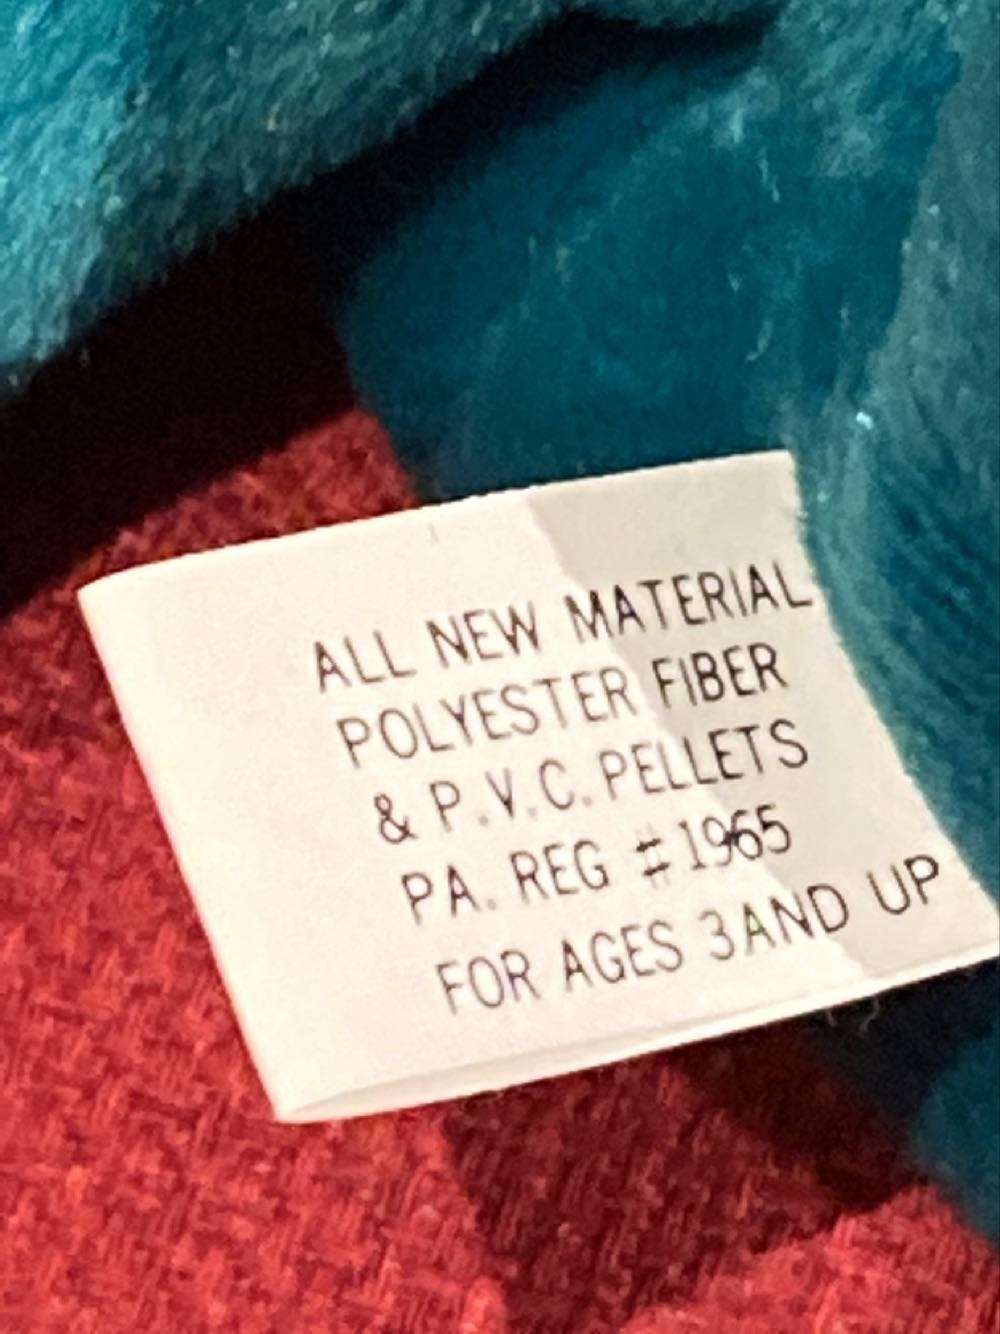 ALL NEW MATERIAL
POLYESTER FIBER
& P.V.C. PELLETS
PA. REG #1965
FOR AGES 3AND UP